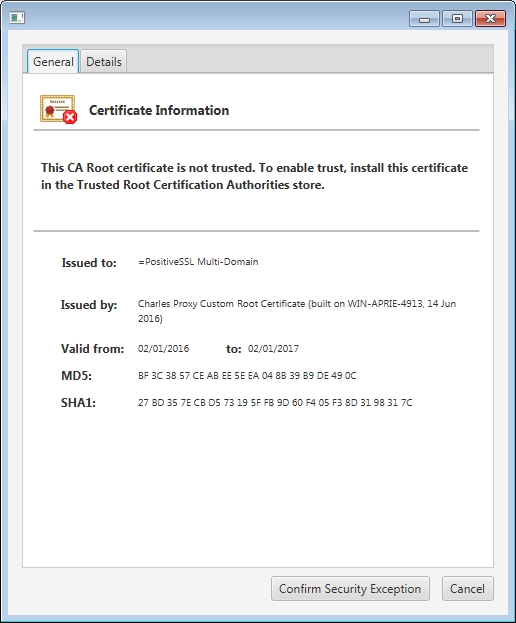 General
Details
Certificate Information
This CA Root certificate is not trusted. To enable trust, install this certificate
in the Trusted Root Certification Authorities store.
Issued to: =PositiveSSL Multi-Domain
Issued by: Charles Proxy Custom Root Certificate (built on WIN-APRIE-4913, 14 Jun
2016)
Valid from: 02/01/2016 to: 02/01/2017
MD5: BF 3C 38 57 CE AB EE 5E EA 04 8B 39 B9 DE 49 0C
SHA1: 27 BD 35 7E CB D5 73 19 5F FB 9D 60 F4 05 F3 8D 31 98 31 7C
Confirm Security Exception
Cancel